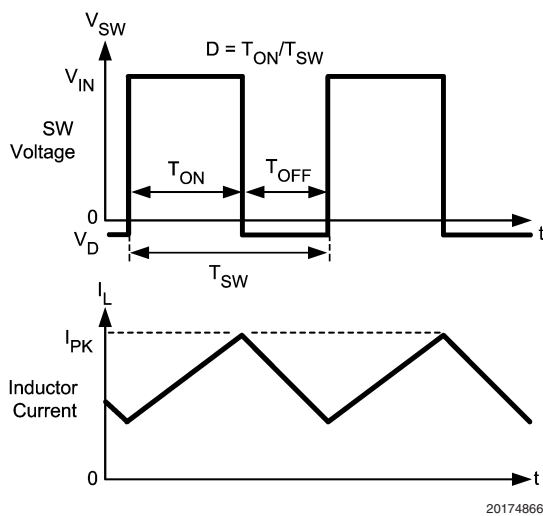 V_SW
D = T_ON/T_SW
V_IN
SW
Voltage
T_ON
T_OFF
0
t
V_D
T_SW
I_L
I_PK
Inductor
Current
0
t
20174866